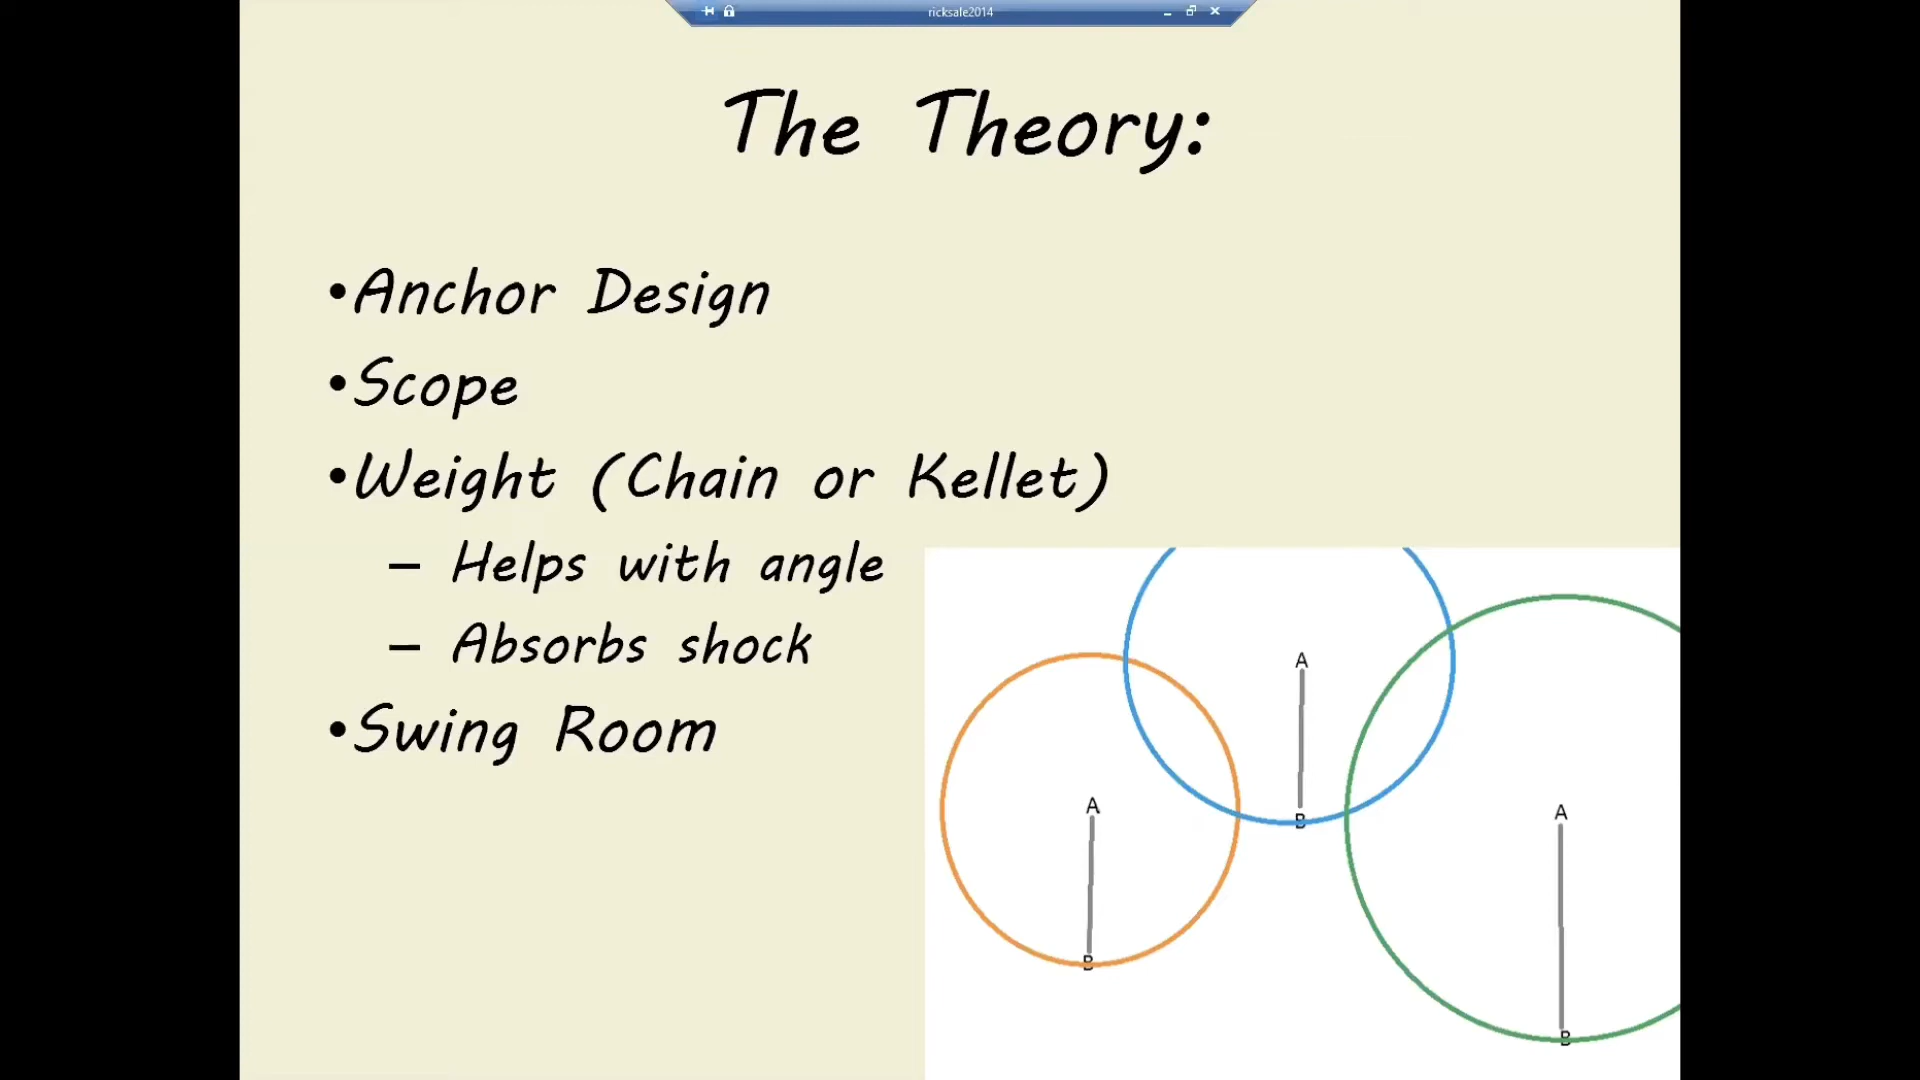 ricksale2014
The Theory:
•Anchor Design
•Scope
•Weight (Chain or Kellet)
– Helps with angle
– Absorbs shock
•Swing Room
A
B
A
B
A
B